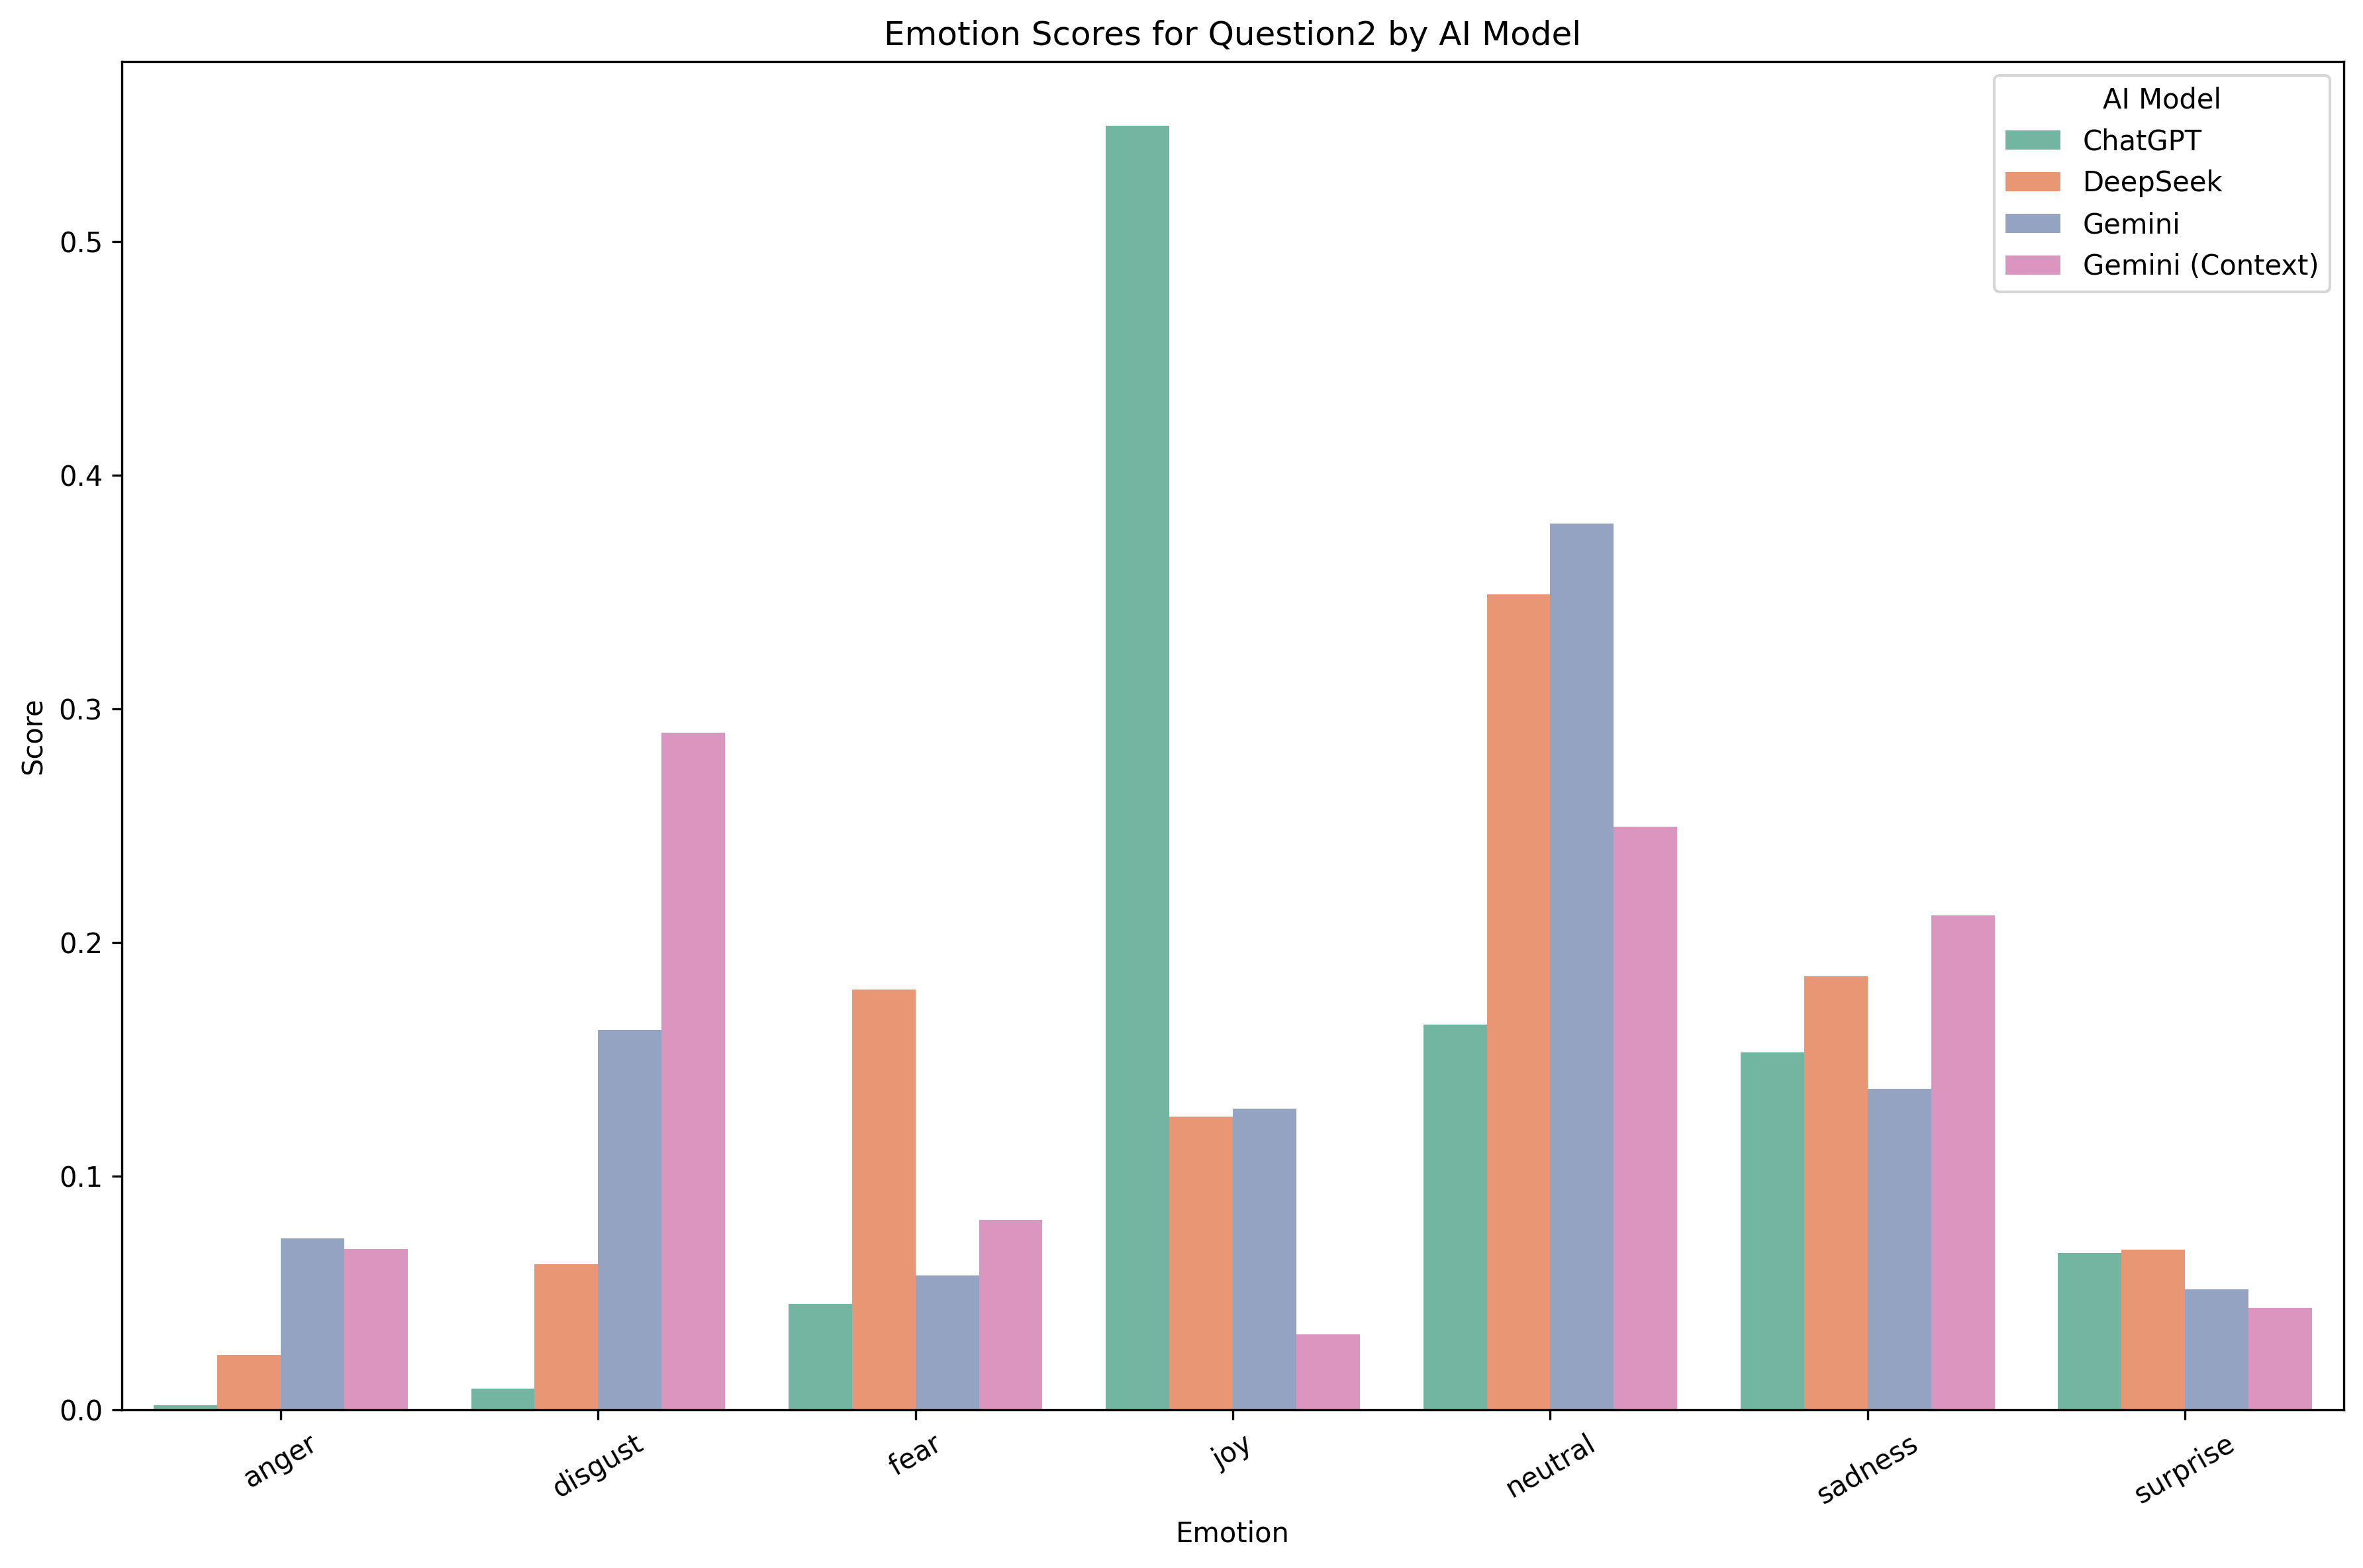 Emotion Scores for Question2 by AI Model
AI Model
ChatGPT
DeepSeek
Gemini
Gemini (Context)
Score
0.5
0.4
0.3
0.2
0.1
0.0
anger
disgust
fear
joy
neutral
sadness
surprise
Emotion